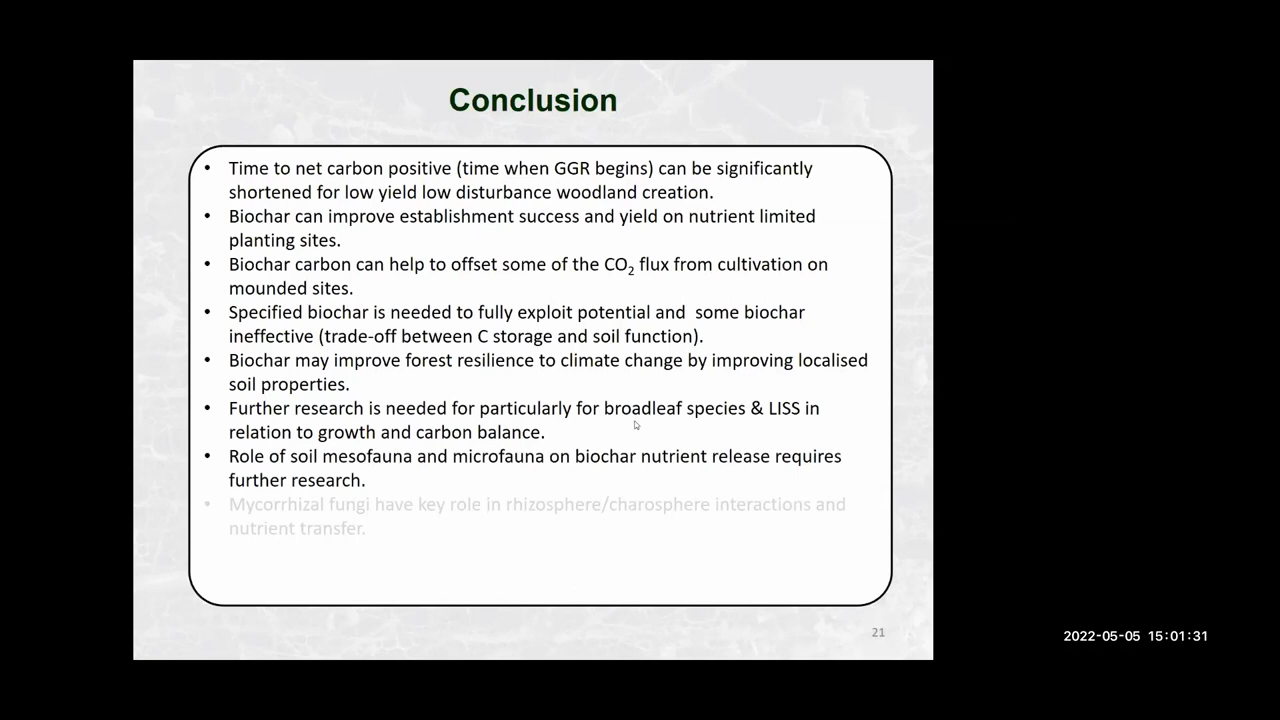 Conclusion
• Time to net carbon positive (time when GGR begins) can be significantly
shortened for low yield low disturbance woodland creation.
• Biochar can improve establishment success and yield on nutrient limited
planting sites.
• Biochar carbon can help to offset some of the CO₂ flux from cultivation on
mounded sites.
• Specified biochar is needed to fully exploit potential and  some biochar
ineffective (trade-off between C storage and soil function).
• Biochar may improve forest resilience to climate change by improving localised
soil properties.
• Further research is needed for particularly for broadleaf species & LISS in
relation to growth and carbon balance.
• Role of soil mesofauna and microfauna on biochar nutrient release requires
further research.
• Mycorrhizal fungi have key role in rhizosphere/charosphere interactions and
nutrient transfer.
21
2022-05-05 15:01:31